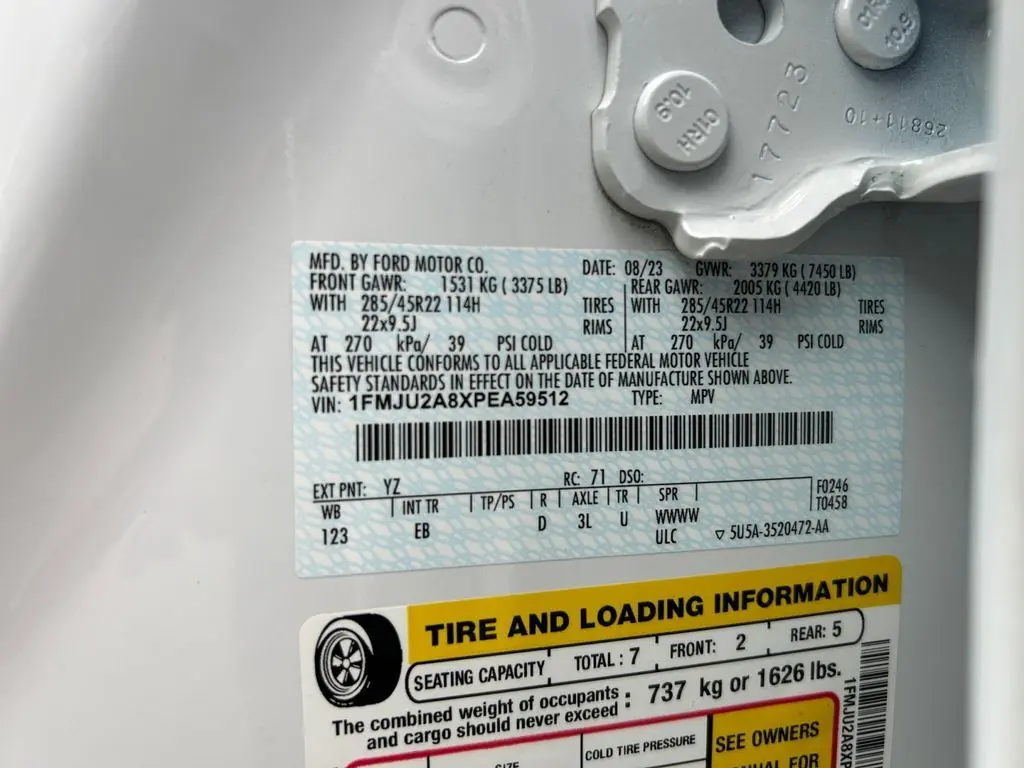 C1RH
10.9
C1RH
10.9
17723
26811+10
MFD. BY FORD MOTOR CO. DATE: 08/23 GVWR: 3379 KG ( 7450 LB)
FRONT GAWR: 1531 KG ( 3375 LB) REAR GAWR: 2005 KG ( 4420 LB)
WITH 285/45R22 114H TIRES WITH 285/45R22 114H TIRES
22x9.5J RIMS 22x9.5J RIMS
AT 270 kPa/ 39 PSI COLD AT 270 kPa/ 39 PSI COLD
THIS VEHICLE CONFORMS TO ALL APPLICABLE FEDERAL MOTOR VEHICLE
SAFETY STANDARDS IN EFFECT ON THE DATE OF MANUFACTURE SHOWN ABOVE.
VIN: 1FMJU2A8XPEA59512 TYPE: MPV
EXT PNT: YZ RC: 71 DSO:
WB INT TR TP/PS R AXLE TR SPR F0246
T0458
123 EB D 3L U WWWW
ULC ▽ 5U5A-3520472-AA
TIRE AND LOADING INFORMATION
SEATING CAPACITY TOTAL : 7 FRONT: 2 REAR: 5
The combined weight of occupants and cargo should never exceed : 737 kg or 1626 lbs.
1FMJU2A8XP
SIZE COLD TIRE PRESSURE SEE OWNERS
MANUAL FOR